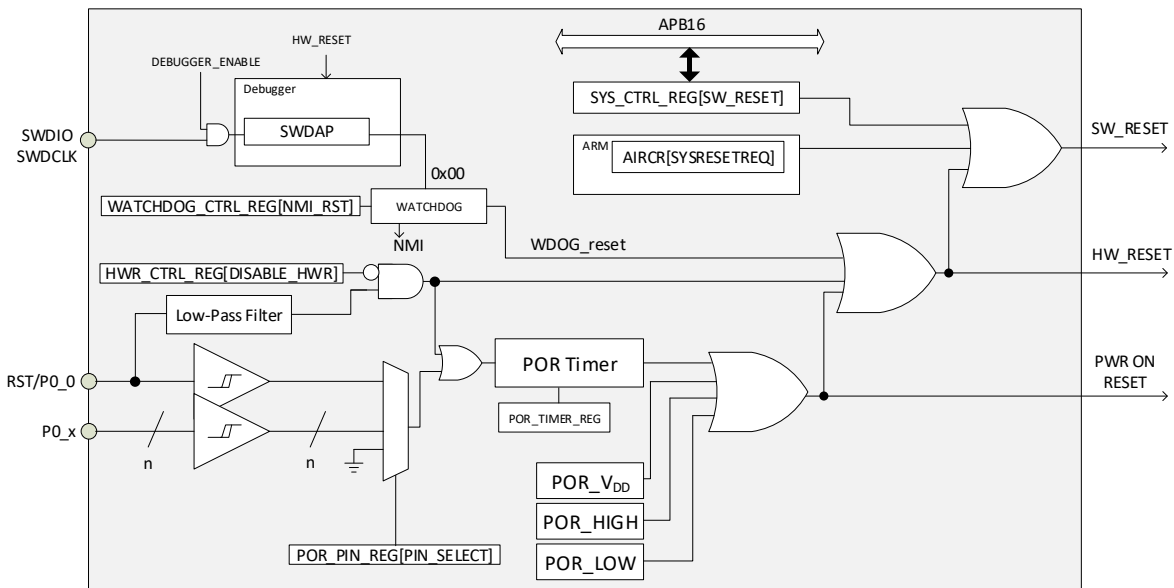 APB16
HW_RESET
DEBUGGER_ENABLE
Debugger
SWDAP
SYS_CTRL_REG[SW_RESET]
SWDIO
SWDCLK
SW_RESET
ARM
AIRCR[SYSRESETREQ]
0x00
WATCHDOG_CTRL_REG[NMI_RST]
WATCHDOG
NMI
WDOG_reset
HWR_CTRL_REG[DISABLE_HWR]
HW_RESET
Low-Pass Filter
RST/P0_0
POR Timer
PWR ON
RESET
POR_TIMER_REG
P0_x
n
n
POR_VDD
POR_HIGH
POR_PIN_REG[PIN_SELECT]
POR_LOW